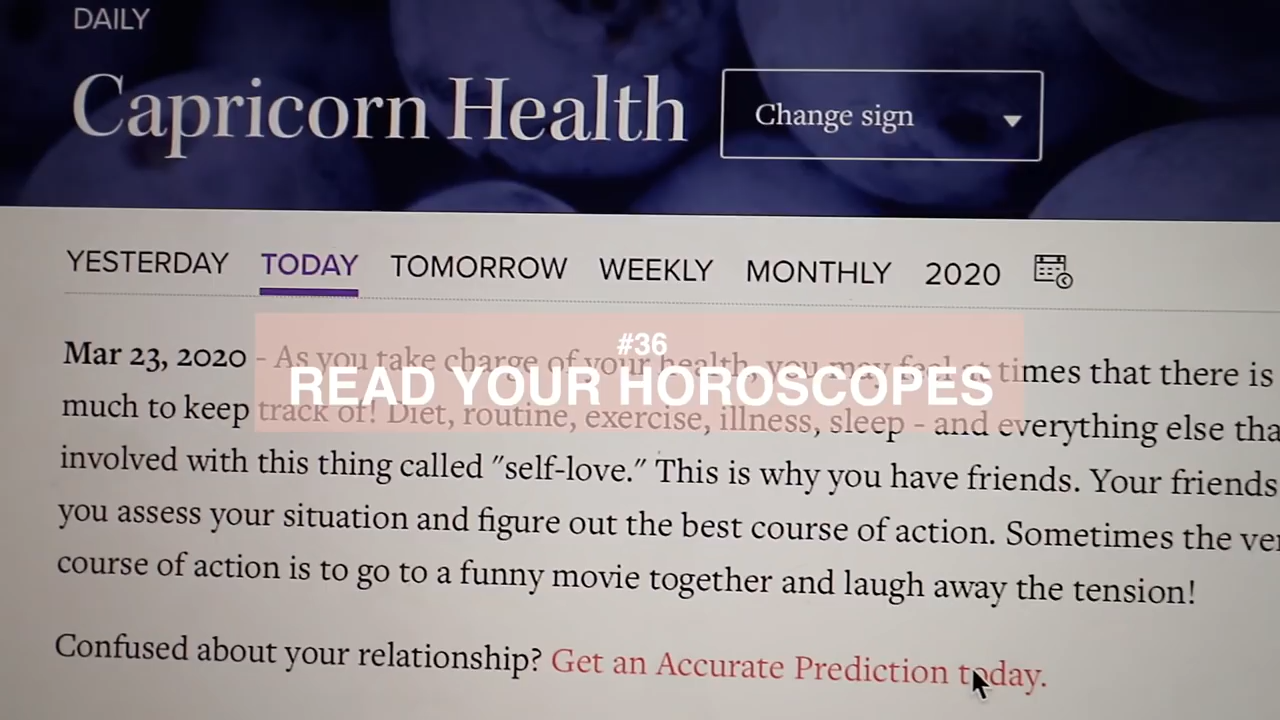 DAILY
Capricorn Health
Change sign
YESTERDAY TODAY TOMORROW WEEKLY MONTHLY 2020
#36
READ YOUR HOROSCOPES
Mar 23, 2020 - As you take charge of your health, you may feel at times that there is
much to keep track of! Diet, routine, exercise, illness, sleep - and everything else tha
involved with this thing called "self-love." This is why you have friends. Your friends
you assess your situation and figure out the best course of action. Sometimes the ve
course of action is to go to a funny movie together and laugh away the tension!
Confused about your relationship? Get an Accurate Prediction today.